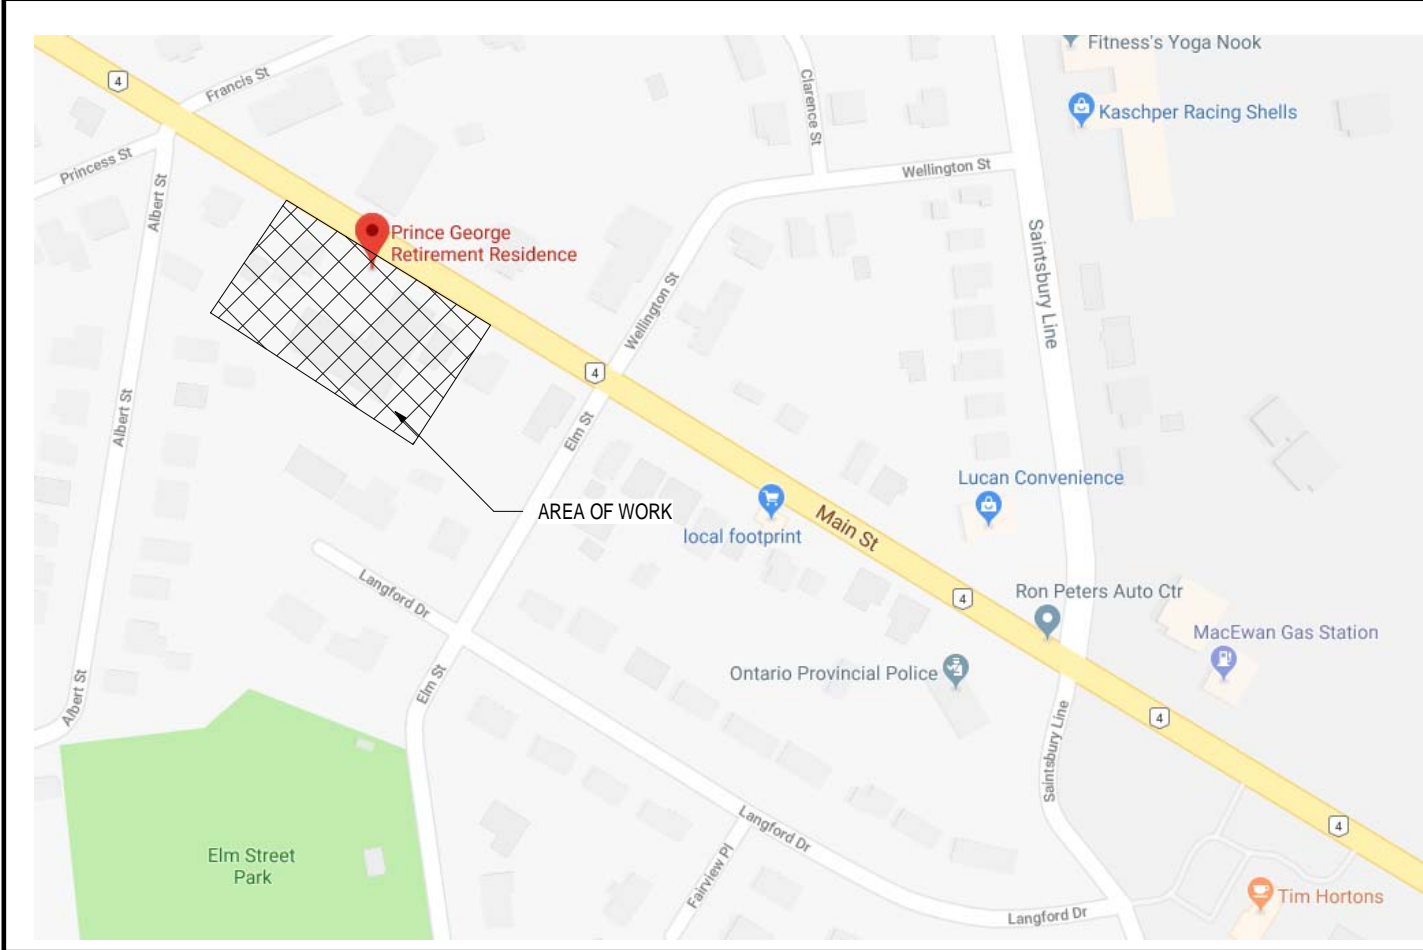 Fitness's Yoga Nook
4
Francis St
Clarence St
Kaschper Racing Shells
Princess St
Wellington St
Albert St
Prince George
Retirement Residence
Saintsbury Line
Wellington St
4
Albert St
Elm St
Lucan Convenience
AREA OF WORK
Main St
local footprint
Langford Dr
4
Ron Peters Auto Ctr
MacEwan Gas Station
Ontario Provincial Police
Elm St
Albert St
4
Saintsbury Line
Langford Dr
4
Elm Street
Park
Fairview Pl
Tim Hortons
Langford Dr